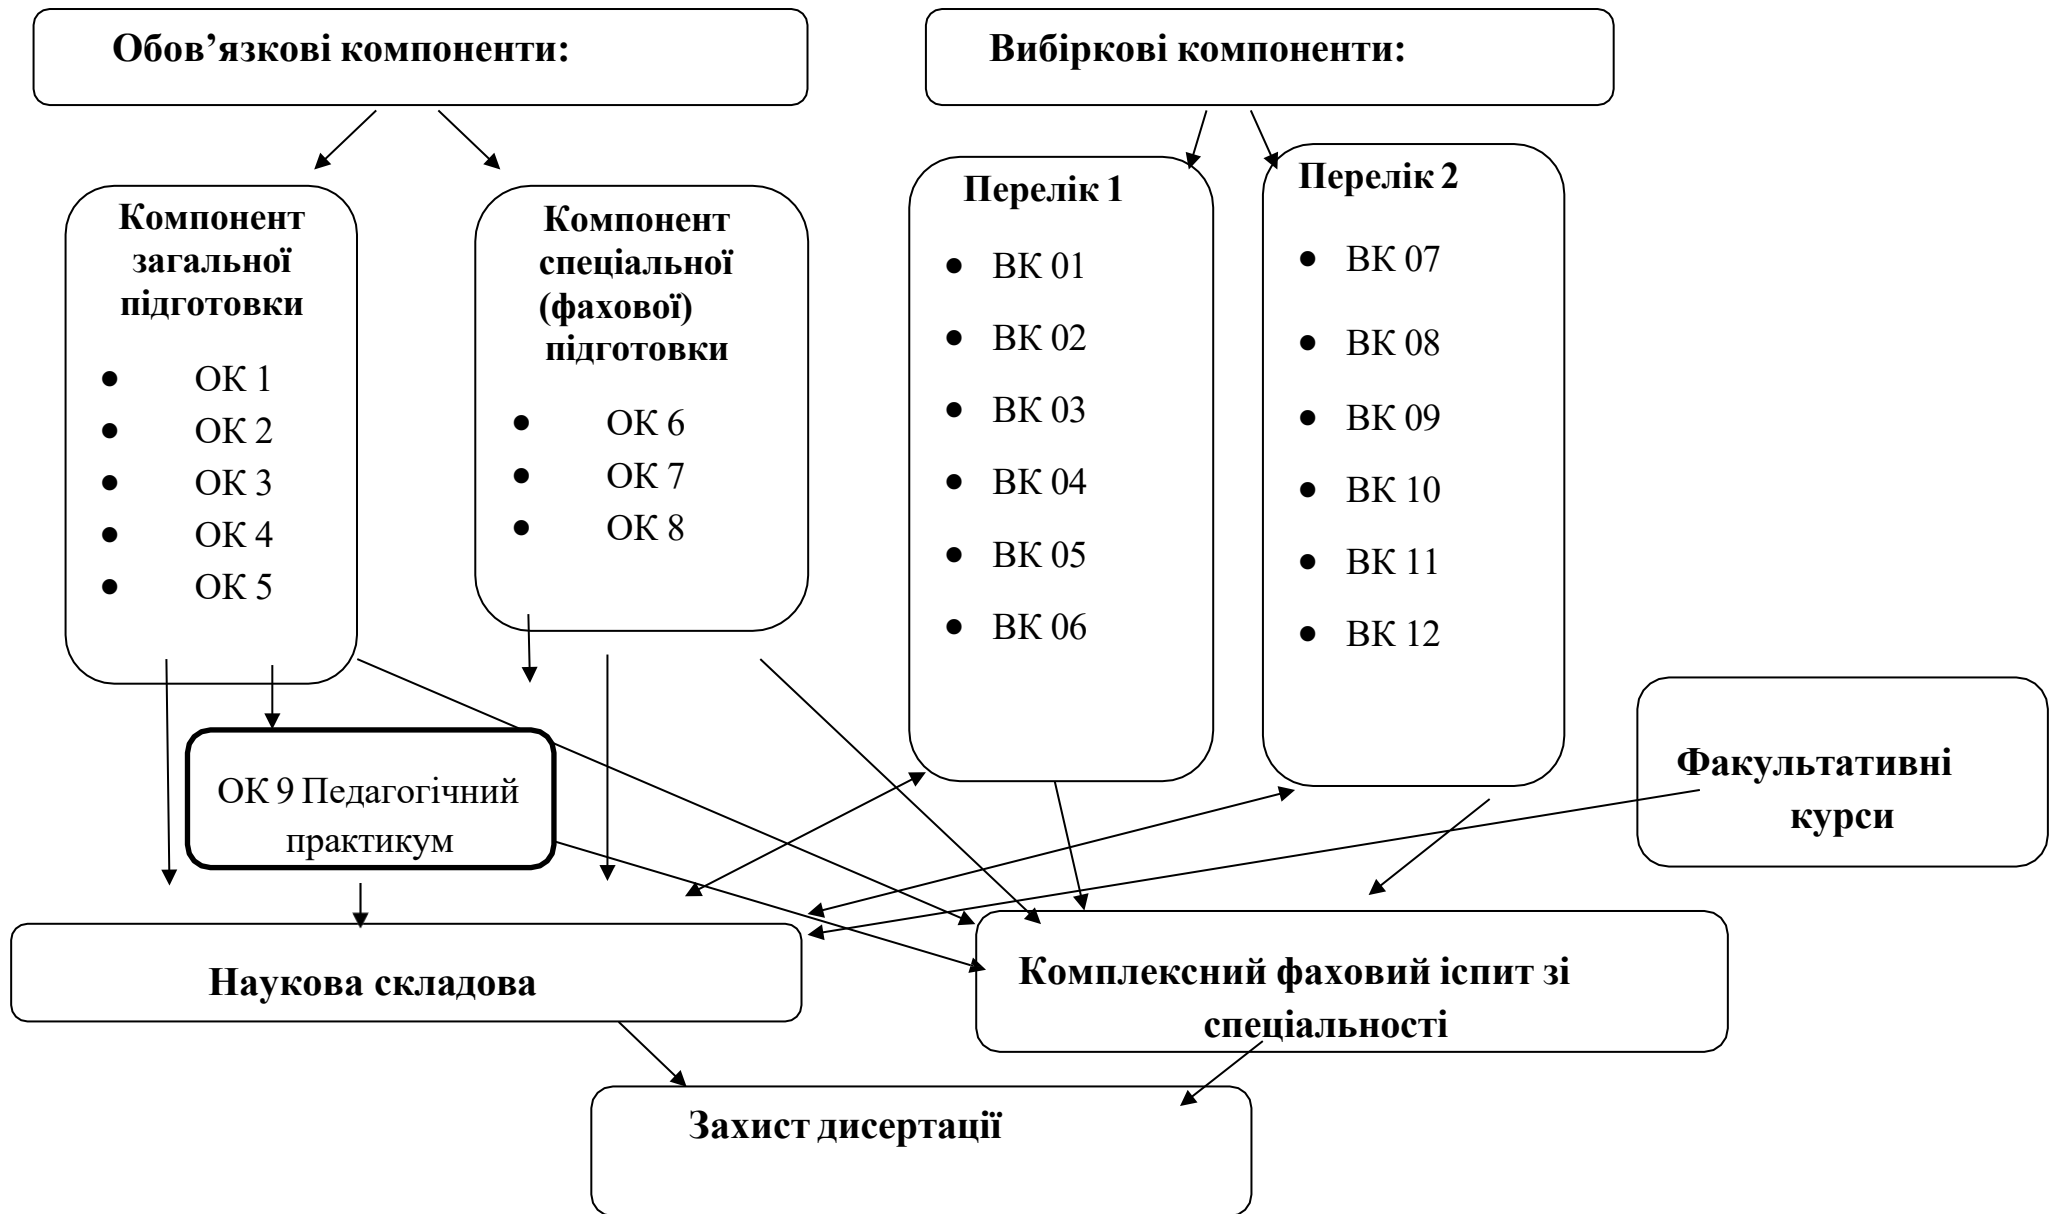 Обов’язкові компоненти:
Вибіркові компоненти:
Компонент
загальної
підготовки
ОК 1
ОК 2
ОК 3
ОК 4
ОК 5
Компонент
спеціальної
(фахової)
підготовки
ОК 6
ОК 7
ОК 8
Перелік 1
ВК 01
ВК 02
ВК 03
ВК 04
ВК 05
ВК 06
Перелік 2
ВК 07
ВК 08
ВК 09
ВК 10
ВК 11
ВК 12
Факультативні
курси
ОК 9 Педагогічний
практикум
Наукова складова
Комплексний фаховий іспит зі
спеціальності
Захист дисертації